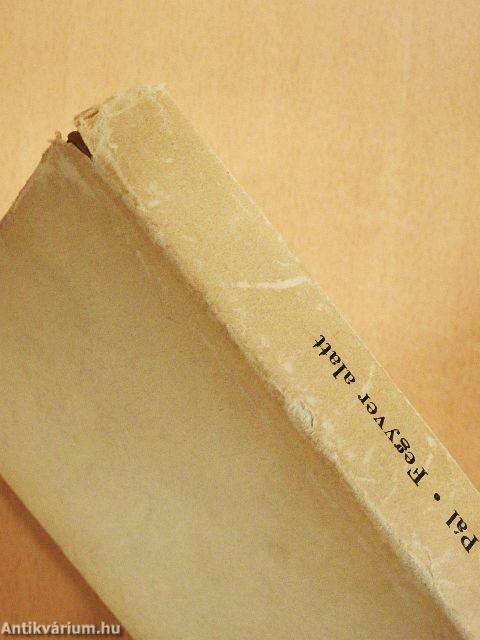 Pál • Fegyver alatt
Antikvárium.hu